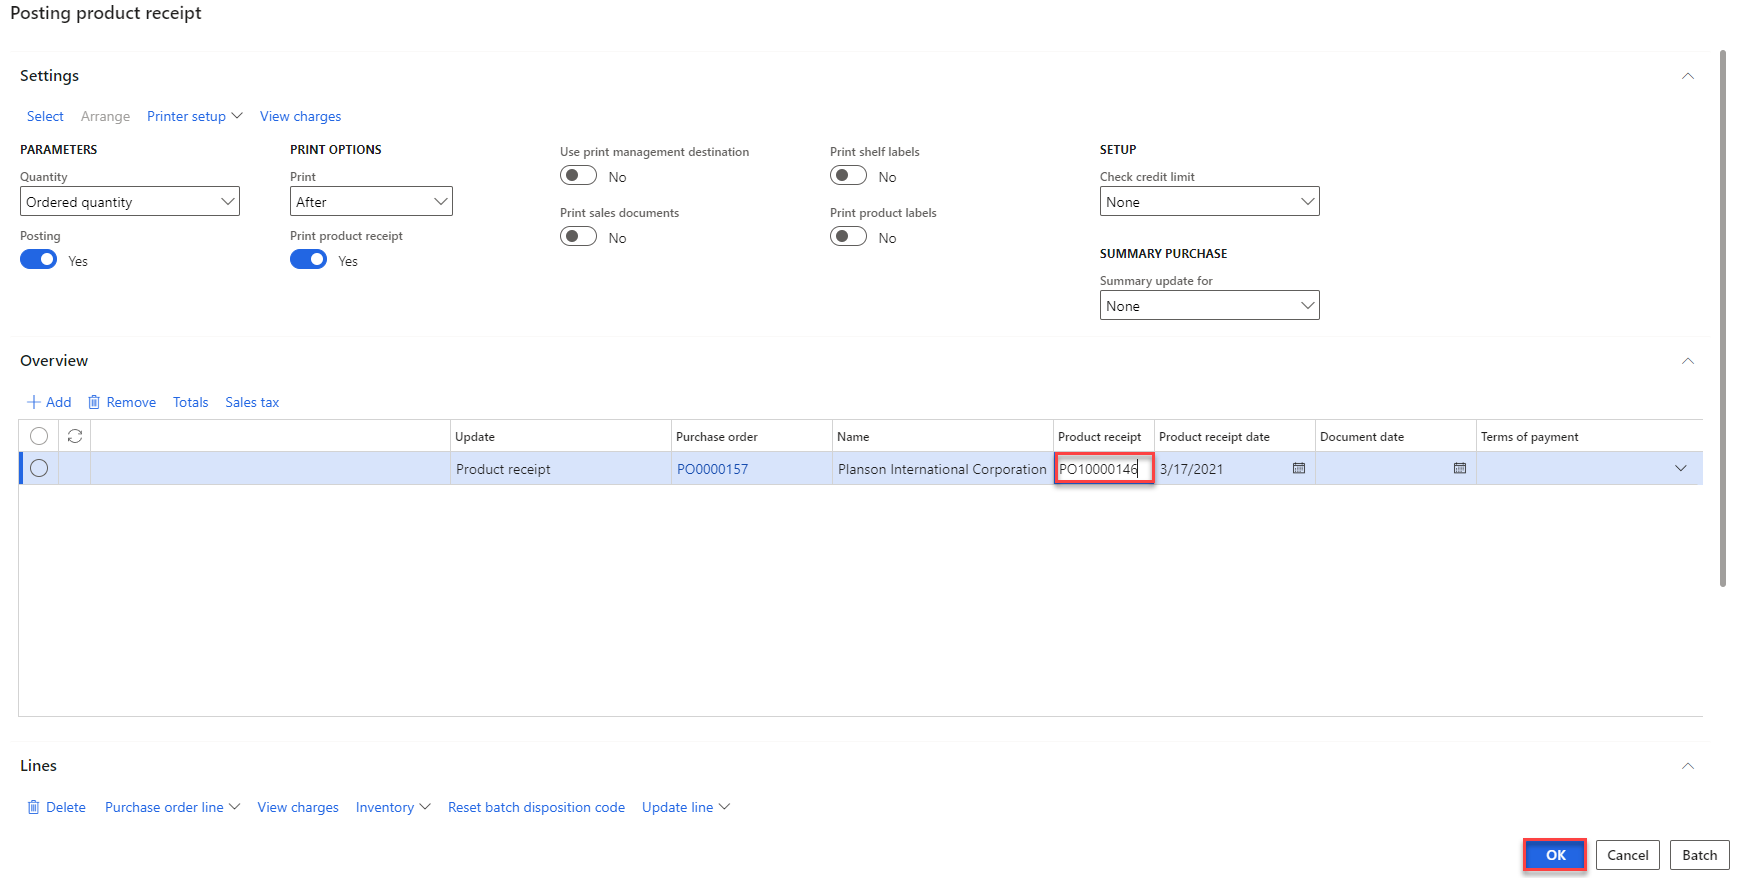 Posting product receipt
Settings
Select Arrange Printer setup View charges
PARAMETERS
Quantity
Ordered quantity
Posting
Yes
PRINT OPTIONS
Print
After
Print product receipt
Yes
Use print management destination
No
Print sales documents
No
Print shelf labels
No
Print product labels
No
SETUP
Check credit limit
None
SUMMARY PURCHASE
Summary update for
None
Overview
Add Remove Totals Sales tax
Update Purchase order Name Product receipt Product receipt date Document date Terms of payment
Product receipt PO0000157 Planson International Corporation PO10000146 3/17/2021
Lines
Delete Purchase order line View charges Inventory Reset batch disposition code Update line
OK Cancel Batch